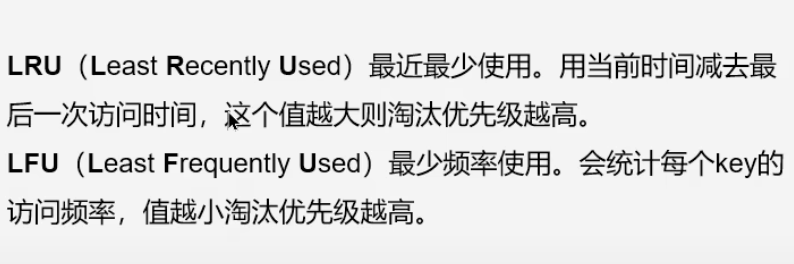 LRU（Least Recently Used）最近最少使用。用当前时间减去最
后一次访问时间，这个值越大则淘汰优先级越高。
LFU（Least Frequently Used）最少频率使用。会统计每个key的
访问频率，值越小淘汰优先级越高。